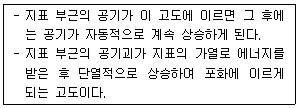 - 지표 부근의 공기가 이 고도에 이르면 그 후에
는 공기가 자동적으로 계속 상승하게 된다.
- 지표 부근의 공기괴가 지표의 가열로 에너지를
받은 후 단열적으로 상승하여 포화에 이르게
되는 고도이다.